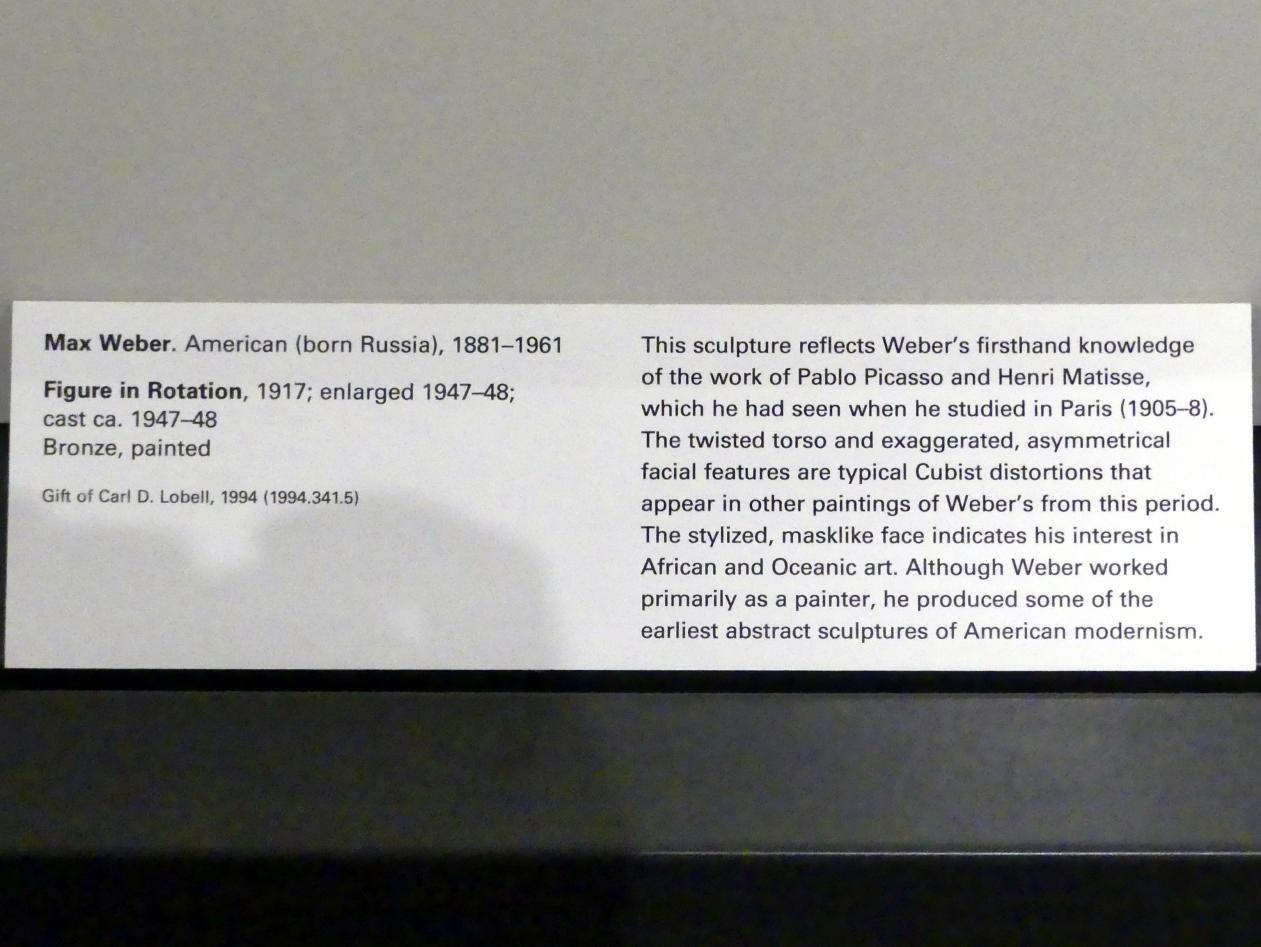 Max Weber. American (born Russia), 1881–1961
Figure in Rotation, 1917; enlarged 1947–48;
cast ca. 1947–48
Bronze, painted
Gift of Carl D. Lobell, 1994 (1994.341.5)
This sculpture reflects Weber's firsthand knowledge
of the work of Pablo Picasso and Henri Matisse,
which he had seen when he studied in Paris (1905–8).
The twisted torso and exaggerated, asymmetrical
facial features are typical Cubist distortions that
appear in other paintings of Weber's from this period.
The stylized, masklike face indicates his interest in
African and Oceanic art. Although Weber worked
primarily as a painter, he produced some of the
earliest abstract sculptures of American modernism.